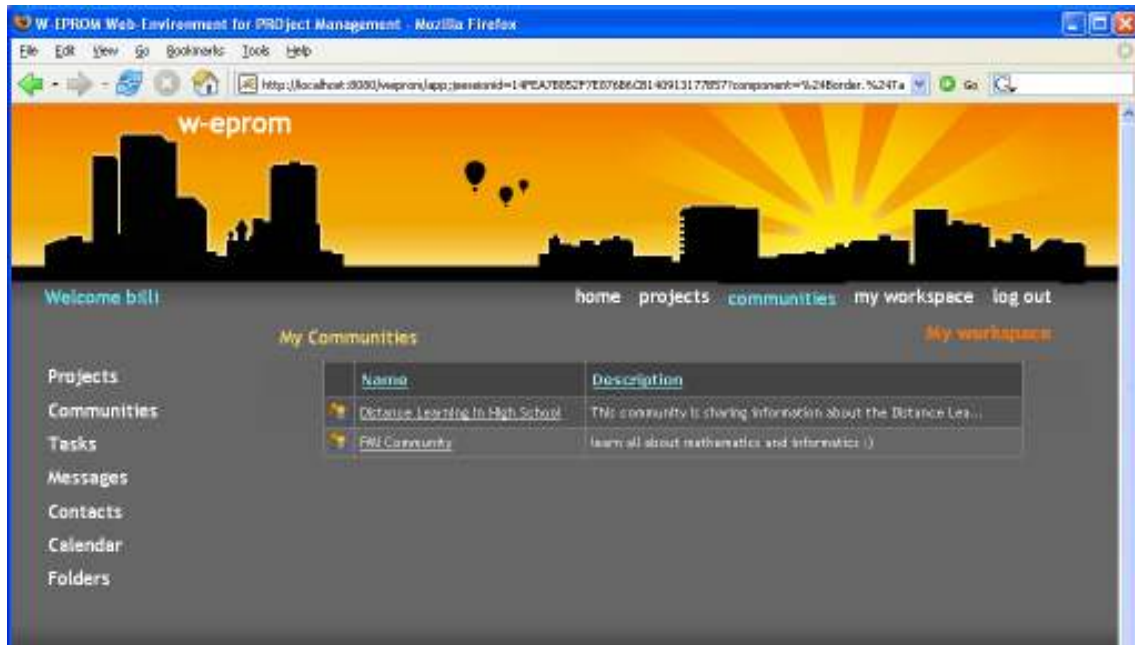 W-EPROM Web-Environment for PROject Management - Mozilla Firefox
File Edit View Go Bookmarks Tools Help
Go
w-eprom
Welcome billi
home projects communities my workspace log out
My Communities
My workspace
Projects
Communities
Tasks
Messages
Contacts
Calendar
Folders
Name Description
Distance Learning In High School This community is sharing information about the Distance Lea...
FMI Community learn all about mathematics and informatics :)